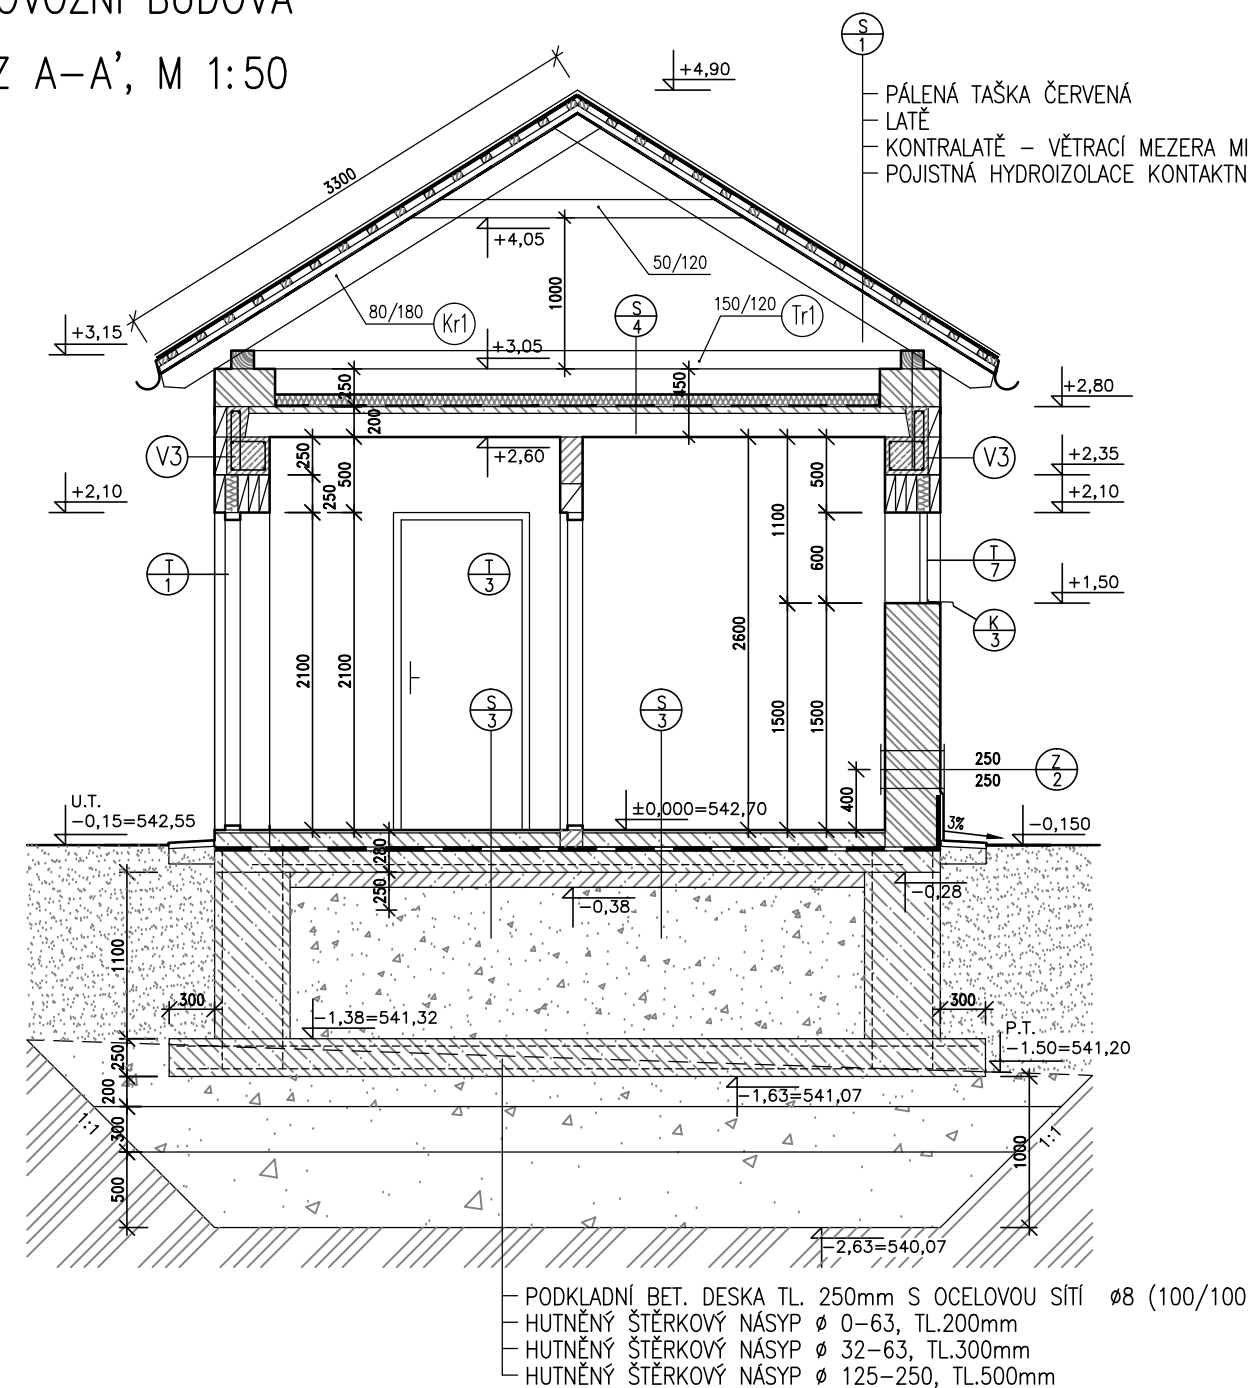 OVOZNÍ BUDOVA
Z A-A', M 1:50
S
1
+4,90
PÁLENÁ TAŠKA ČERVENÁ
LATĚ
KONTRALATĚ - VĚTRACÍ MEZERA MI
POJISTNÁ HYDROIZOLACE KONTAKTN
3300
+4,05
50/120
1000
80/180 Kr1
S
4
150/120 Tr1
+3,15
+3,05
250
450
+2,80
200
V3
250
500
+2,60
V3
+2,35
+2,10
250
500
+2,10
1100
600
T
1
T
3
T
7
+1,50
K
3
2600
2100
2100
S
3
S
3
1500
1500
250
250
Z
2
400
U.T.
-0,15=542,55
±0,000=542,70
3%
-0,150
280
250
-0,38
-0,28
1100
300
-1,38=541,32
300
P.T.
-1.50=541,20
250
200
-1,63=541,07
1:1
300
1000
1:1
500
-2,63=540,07
PODKLADNÍ BET. DESKA TL. 250mm S OCELOVOU SÍTÍ ø8 (100/100
HUTNĚNÝ ŠTĚRKOVÝ NÁSYP ø 0-63, TL.200mm
HUTNĚNÝ ŠTĚRKOVÝ NÁSYP ø 32-63, TL.300mm
HUTNĚNÝ ŠTĚRKOVÝ NÁSYP ø 125-250, TL.500mm